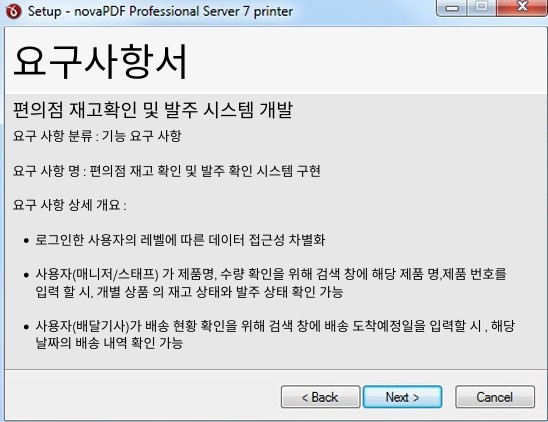 Setup - novaPDF Professional Server 7 printer
요구사항서
편의점 재고확인 및 발주 시스템 개발
요구 사항 분류 : 기능 요구 사항
요구 사항 명 : 편의점 재고 확인 및 발주 확인 시스템 구현
요구 사항 상세 개요 :
• 로그인한 사용자의 레벨에 따른 데이터 접근성 차별화
• 사용자(매니저/스태프) 가 제품명, 수량 확인을 위해 검색 창에 해당 제품 명,제품 번호를
입력 할 시, 개별 상품 의 재고 상태와 발주 상태 확인 가능
• 사용자(배달기사)가 배송 현황 확인을 위해 검색 창에 배송 도착예정일을 입력할 시 , 해당
날짜의 배송 내역 확인 가능
< Back Next > Cancel